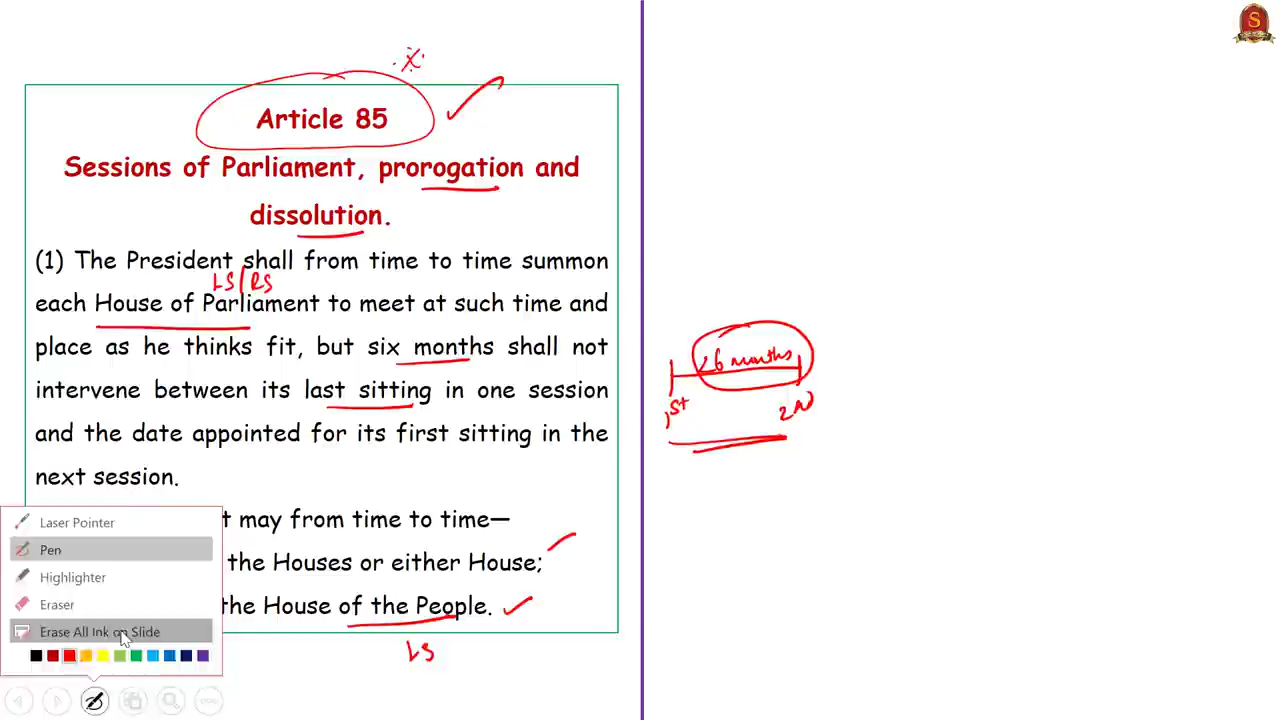 Article 85
Sessions of Parliament, prorogation and
dissolution.
(1) The President shall from time to time summon
LS/RS
each House of Parliament to meet at such time and
place as he thinks fit, but six months shall not
intervene between its last sitting in one session
and the date appointed for its first sitting in the
next session.
t may from time to time—
the Houses or either House;
the House of the People.
LS
<6 months
1st
2nd
Laser Pointer
Pen
Highlighter
Eraser
Erase All Ink on Slide
S